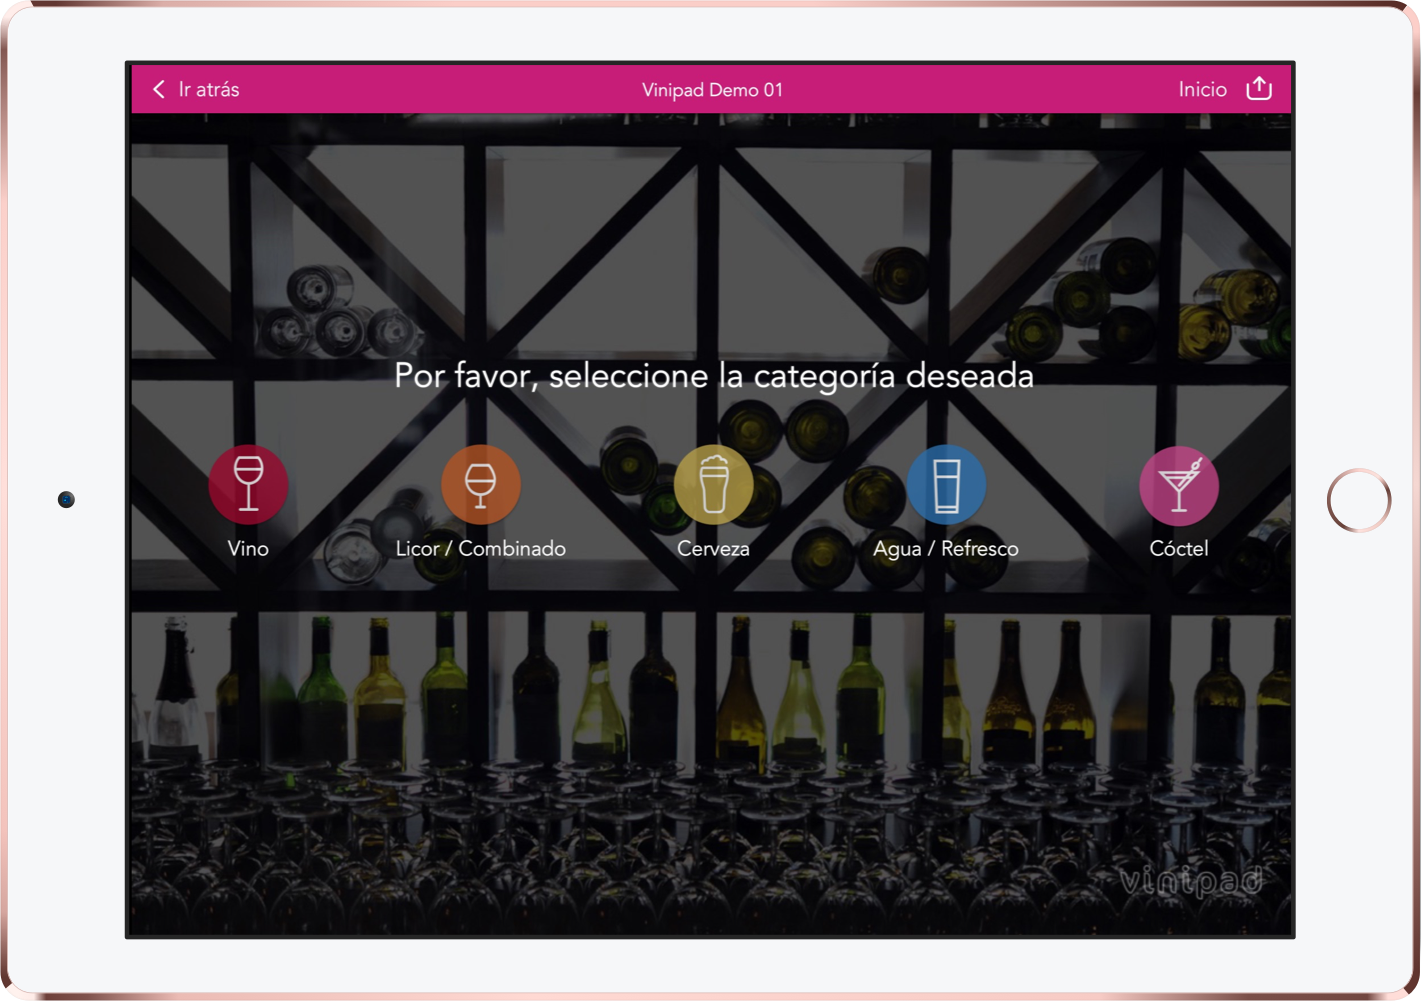 Ir atrás
Vinipad Demo 01
Inicio
Por favor, seleccione la categoría deseada
Vino
Licor / Combinado
Cerveza
Agua / Refresco
Cóctel
vinipad